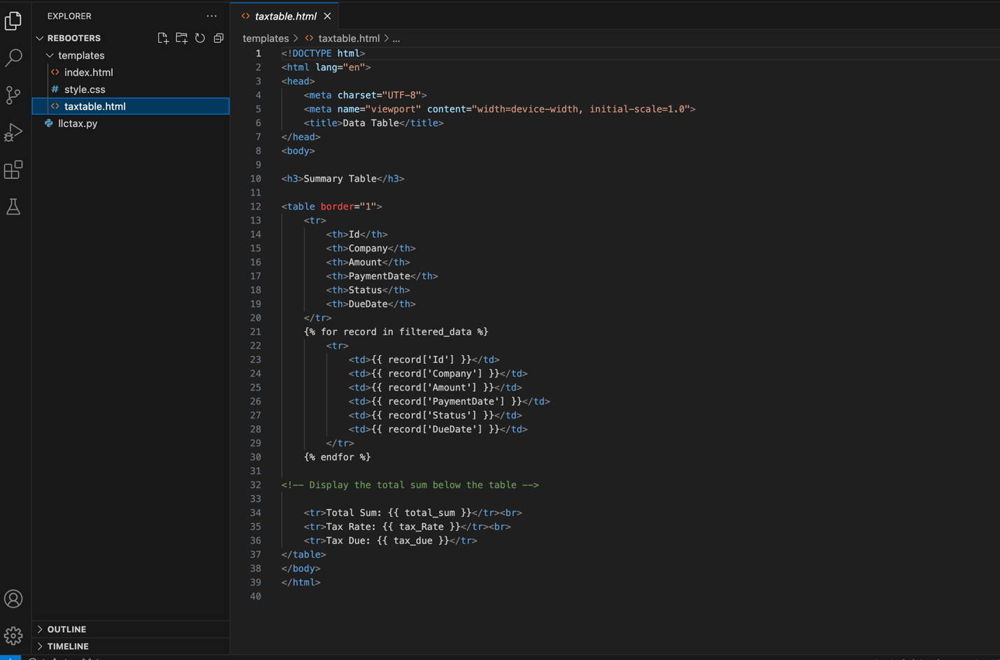 EXPLORER
REBOOTERS
templates
index.html
# style.css
taxtable.html
llctax.py
OUTLINE
TIMELINE
taxtable.html
templates > taxtable.html > ...
1 <!DOCTYPE html>
2 <html lang="en">
3 <head>
4 <meta charset="UTF-8">
5 <meta name="viewport" content="width=device-width, initial-scale=1.0">
6 <title>Data Table</title>
7 </head>
8 <body>
9
10 <h3>Summary Table</h3>
11
12 <table border="1">
13 <tr>
14 <th>Id</th>
15 <th>Company</th>
16 <th>Amount</th>
17 <th>PaymentDate</th>
18 <th>Status</th>
19 <th>DueDate</th>
20 </tr>
21 {% for record in filtered_data %}
22 <tr>
23 <td>{{ record['Id'] }}</td>
24 <td>{{ record['Company'] }}</td>
25 <td>{{ record['Amount'] }}</td>
26 <td>{{ record['PaymentDate'] }}</td>
27 <td>{{ record['Status'] }}</td>
28 <td>{{ record['DueDate'] }}</td>
29 </tr>
30 {% endfor %}
31
32 <!-- Display the total sum below the table -->
33
34 <tr>Total Sum: {{ total_sum }}</tr><br>
35 <tr>Tax Rate: {{ tax_Rate }}</tr><br>
36 <tr>Tax Due: {{ tax_due }}</tr>
37 </table>
38 </body>
39 </html>
40